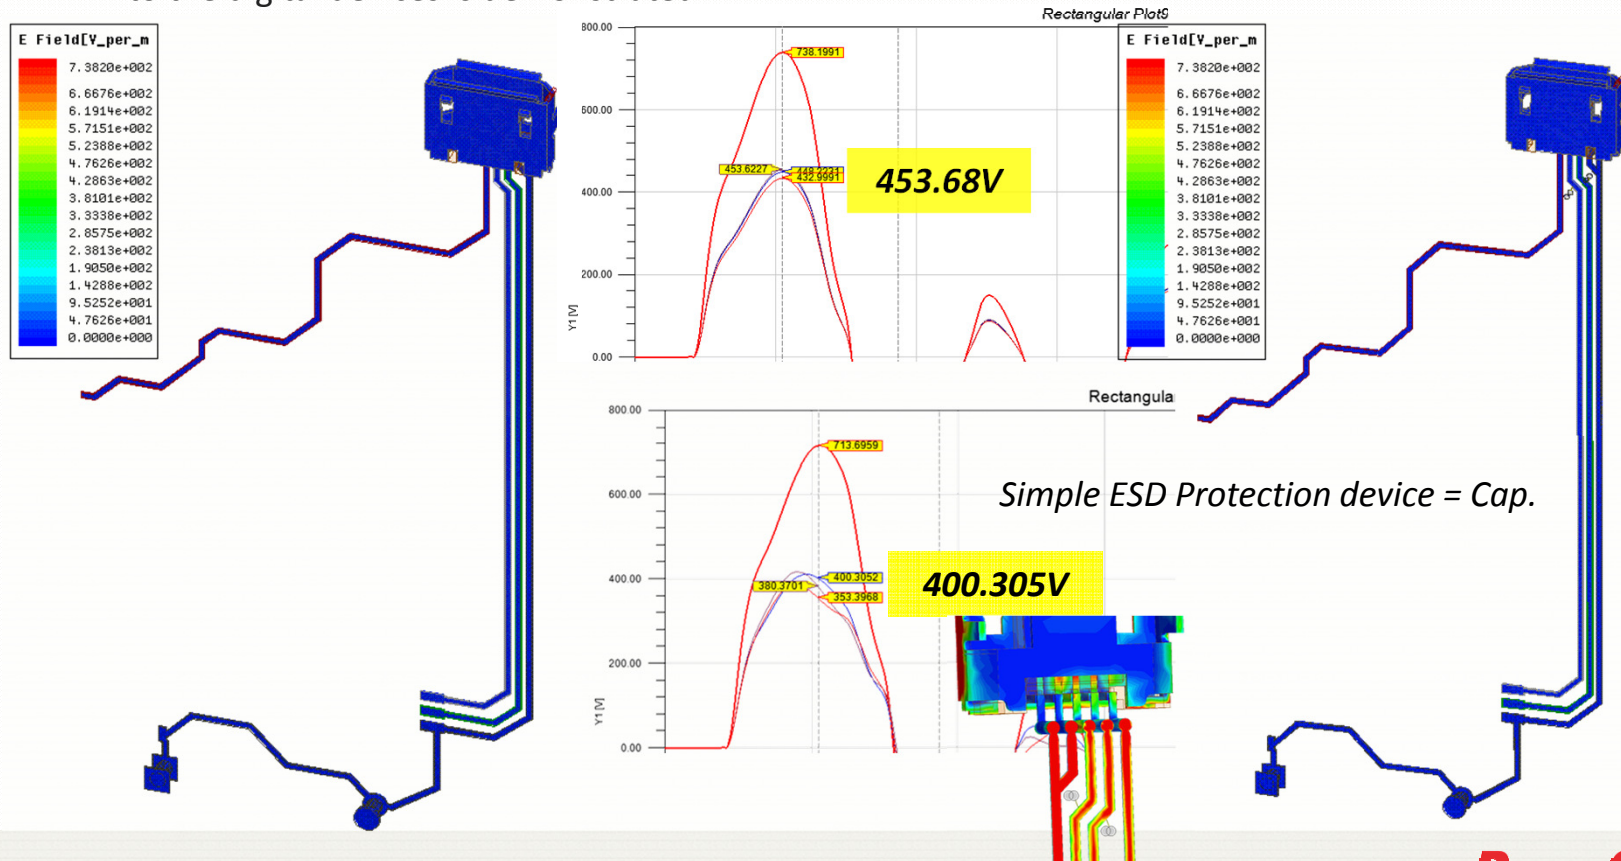 Rectangular Plot9
E Field[V_per_m
7.3820e+002
6.6676e+002
6.1914e+002
5.7151e+002
5.2388e+002
4.7626e+002
4.2863e+002
3.8101e+002
3.3338e+002
2.8575e+002
2.3813e+002
1.9050e+002
1.4288e+002
9.5252e+001
4.7626e+001
0.0000e+000
800.00
600.00
400.00
200.00
0.00
Y1 [V]
738.1991
453.6227
432.9991
453.68V
E Field[V_per_m
7.3820e+002
6.6676e+002
6.1914e+002
5.7151e+002
5.2388e+002
4.7626e+002
4.2863e+002
3.8101e+002
3.3338e+002
2.8575e+002
2.3813e+002
1.9050e+002
1.4288e+002
9.5252e+001
4.7626e+001
0.0000e+000
Rectangula
800.00
600.00
400.00
200.00
0.00
Y1 [V]
713.6959
400.3052
380.3701
353.3968
Simple ESD Protection device = Cap.
400.305V